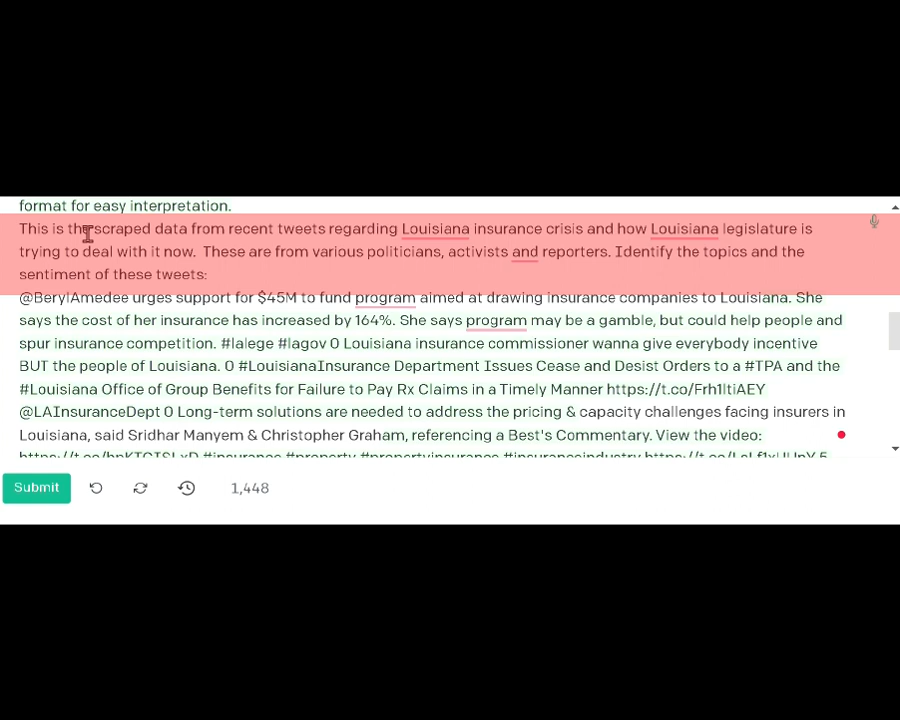 format for easy interpretation.
This is the scraped data from recent tweets regarding Louisiana insurance crisis and how Louisiana legislature is
trying to deal with it now.  These are from various politicians, activists and reporters. Identify the topics and the
sentiment of these tweets:
@BerylAmedee urges support for $45M to fund program aimed at drawing insurance companies to Louisiana. She
says the cost of her insurance has increased by 164%. She says program may be a gamble, but could help people and
spur insurance competition. #lalege #lagov 0 Louisiana insurance commissioner wanna give everybody incentive
BUT the people of Louisiana. 0 #LouisianaInsurance Department Issues Cease and Desist Orders to a #TPA and the
#Louisiana Office of Group Benefits for Failure to Pay Rx Claims in a Timely Manner https://t.co/Frh1ltiAEY
@LAInsuranceDept 0 Long-term solutions are needed to address the pricing & capacity challenges facing insurers in
Louisiana, said Sridhar Manyem & Christopher Graham, referencing a Best's Commentary. View the video:
#insurance #property #propertyinsurance #insuranceindustry
Submit 1,448